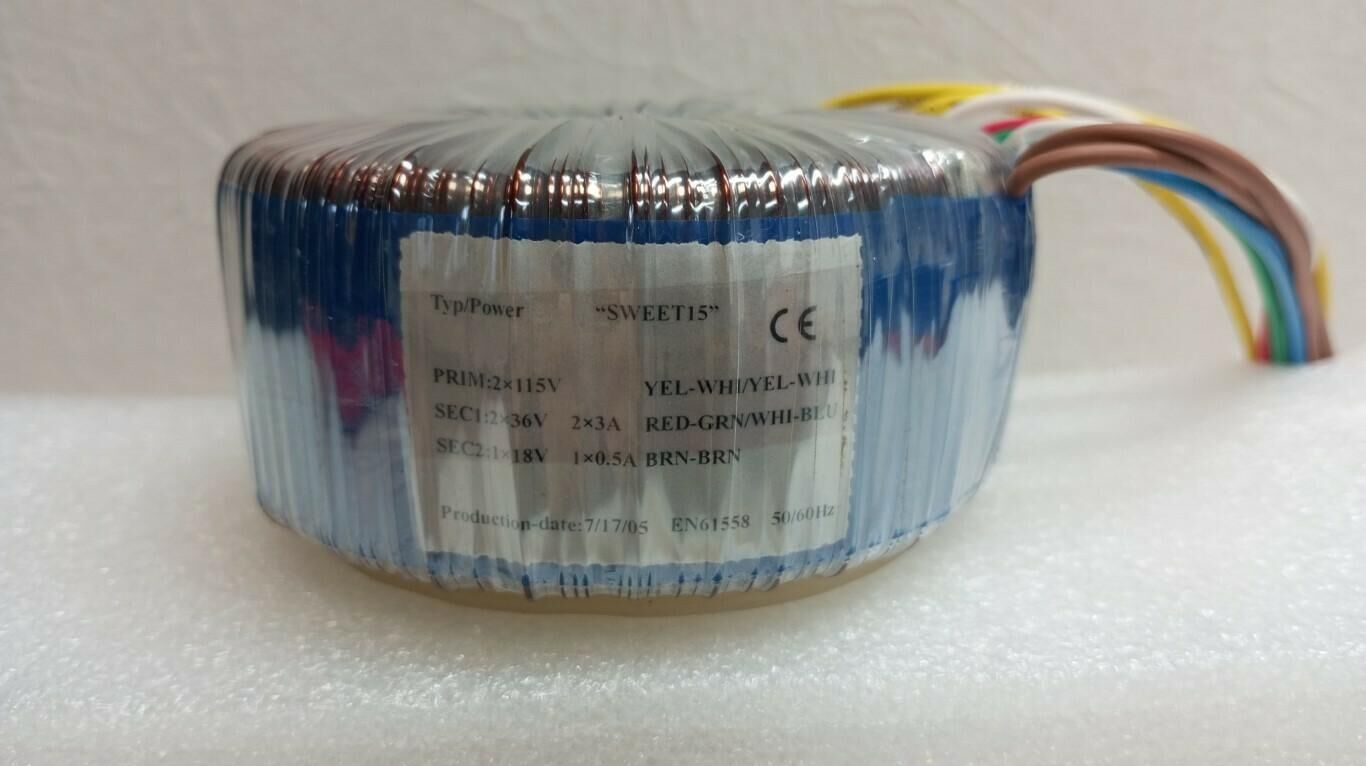 Typ/Power “SWEET15” CE
PRIM:2×115V YEL-WHI/YEL-WHI
SEC1:2×36V 2×3A RED-GRN/WHI-BLU
SEC2:1×18V 1×0.5A BRN-BRN
Production-date:7/17/05 EN61558 50/60Hz